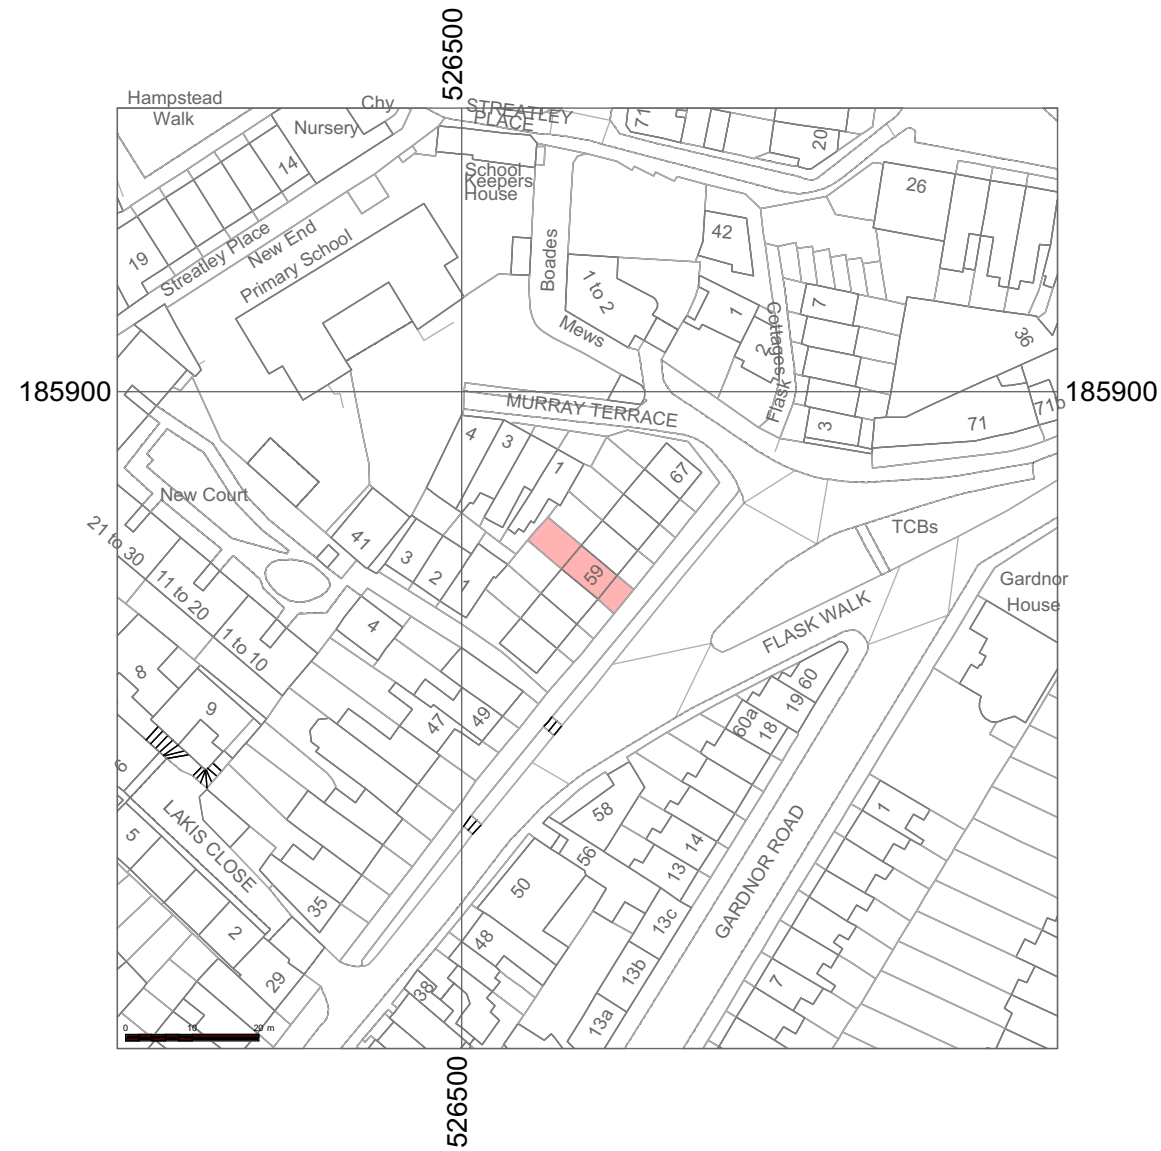 526500
Hampstead
Walk
Chy
STREATLEY
PLACE
71
20
Nursery
14
School
Keepers
House
26
19
Streatley Place
New End
Primary School
Boades
42
1 to 2
Mews
1
2
Cottages
Flask
7
36
185900
185900
MURRAY TERRACE
71
71b
3
4
3
1
67
New Court
TCBs
21 to 30
41
3
2
1
59
11 to 20
Gardnor
House
1 to 10
4
FLASK WALK
8
9
47
49
60
19
60a
18
6
LAKIS CLOSE
5
58
1
14
56
13
GARDNOR ROAD
50
35
13c
2
48
29
38
13b
7
13a
0
10
20 m
526500